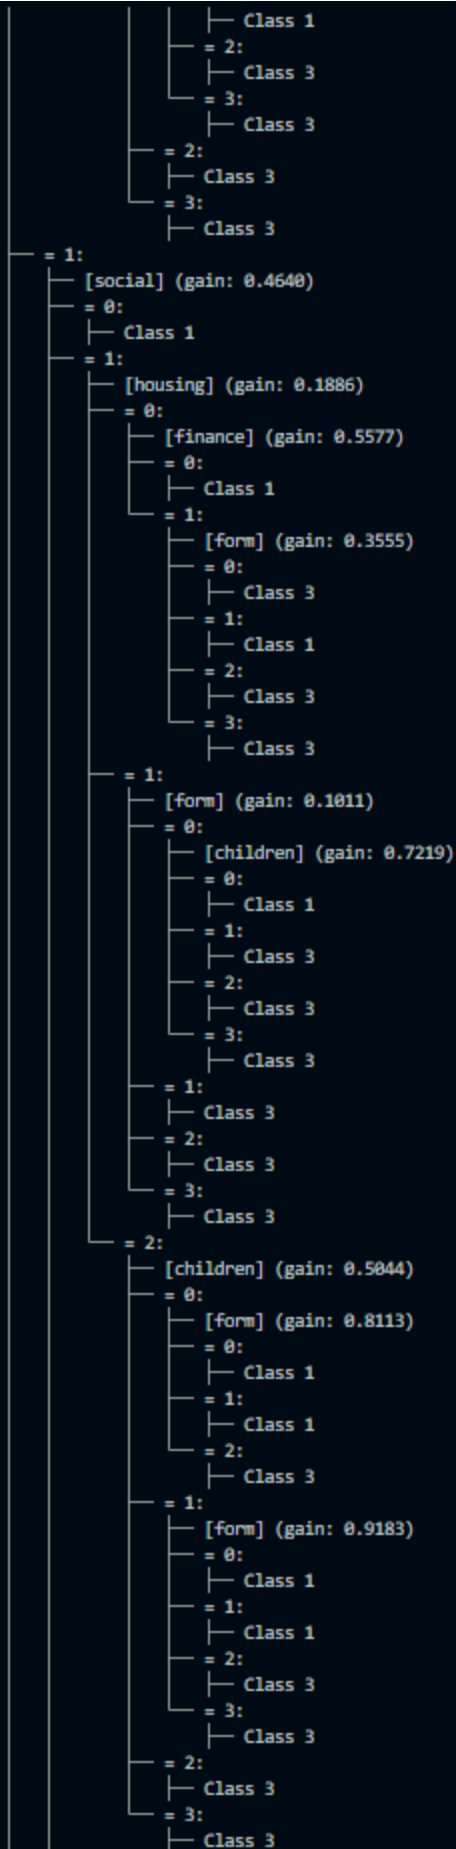 Class 1
= 2:
Class 3
= 3:
Class 3
= 2:
Class 3
= 3:
Class 3
= 1:
[social] (gain: 0.4640)
= 0:
Class 1
= 1:
[housing] (gain: 0.1886)
= 0:
[finance] (gain: 0.5577)
= 0:
Class 1
= 1:
[form] (gain: 0.3555)
= 0:
Class 3
= 1:
Class 1
= 2:
Class 3
= 3:
Class 3
= 1:
[form] (gain: 0.1011)
= 0:
[children] (gain: 0.7219)
= 0:
Class 1
= 1:
Class 3
= 2:
Class 3
= 3:
Class 3
= 1:
Class 3
= 2:
Class 3
= 3:
Class 3
= 2:
[children] (gain: 0.5044)
= 0:
[form] (gain: 0.8113)
= 0:
Class 1
= 1:
Class 1
= 2:
Class 3
= 1:
[form] (gain: 0.9183)
= 0:
Class 1
= 1:
Class 1
= 2:
Class 3
= 3:
Class 3
= 2:
Class 3
= 3:
Class 3